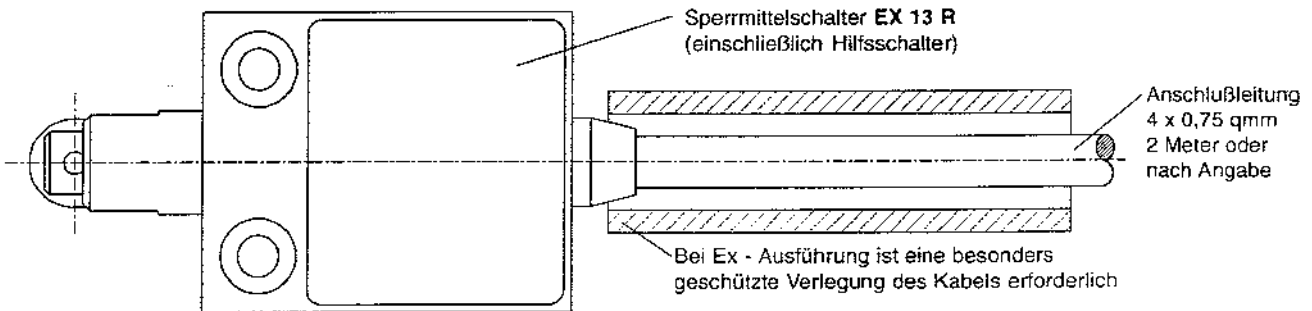 Sperrmittelschalter EX 13 R
(einschließlich Hilfsschalter)
Anschlußleitung
4 x 0,75 qmm
2 Meter oder
nach Angabe
Bei Ex - Ausführung ist eine besonders
geschützte Verlegung des Kabels erforderlich